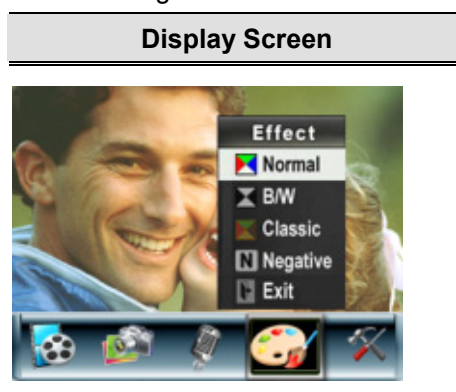 Display Screen
Effect
Normal
B/W
Classic
N Negative
Exit